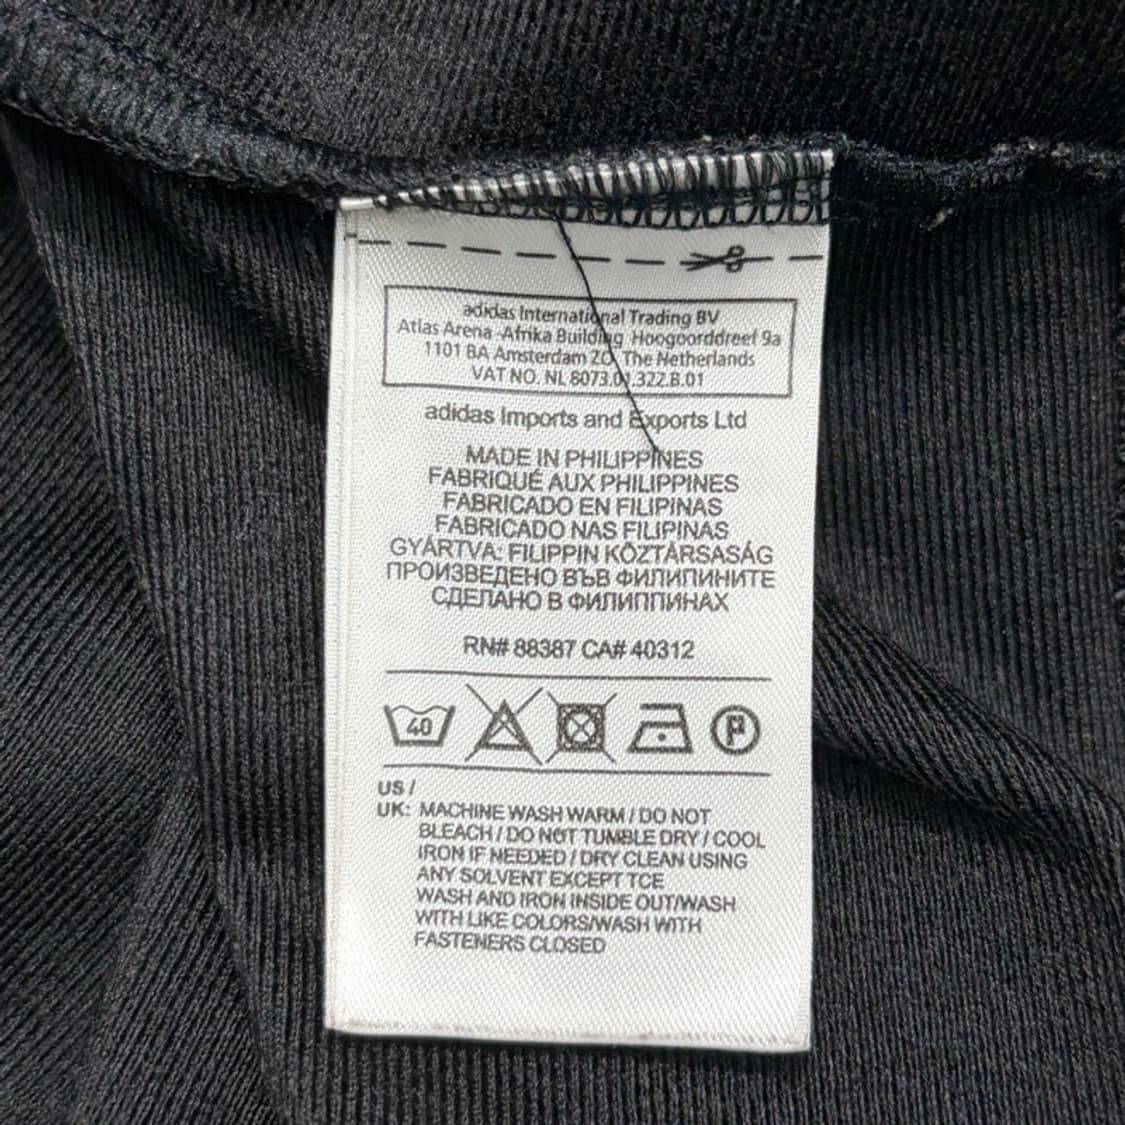 adidas International Trading BV
Atlas Arena -Afrika Building Hoogoorddreef 9a
1101 BA Amsterdam ZO, The Netherlands
VAT NO. NL 8073.01.322.B.01
adidas Imports and Exports Ltd
MADE IN PHILIPPINES
FABRIQUÉ AUX PHILIPPINES
FABRICADO EN FILIPINAS
FABRICADO NAS FILIPINAS
GYÁRTVA: FILIPPIN KÖZTÁRSASÁG
ПРОИЗВЕДЕНО ВЪВ ФИЛИПИНИТЕ
СДЕЛАНО В ФИЛИППИНАХ
RN# 88387 CA# 40312
40 P
US /
UK: MACHINE WASH WARM / DO NOT
BLEACH / DO NOT TUMBLE DRY / COOL
IRON IF NEEDED / DRY CLEAN USING
ANY SOLVENT EXCEPT TCE
WASH AND IRON INSIDE OUT/WASH
WITH LIKE COLORS/WASH WITH
FASTENERS CLOSED